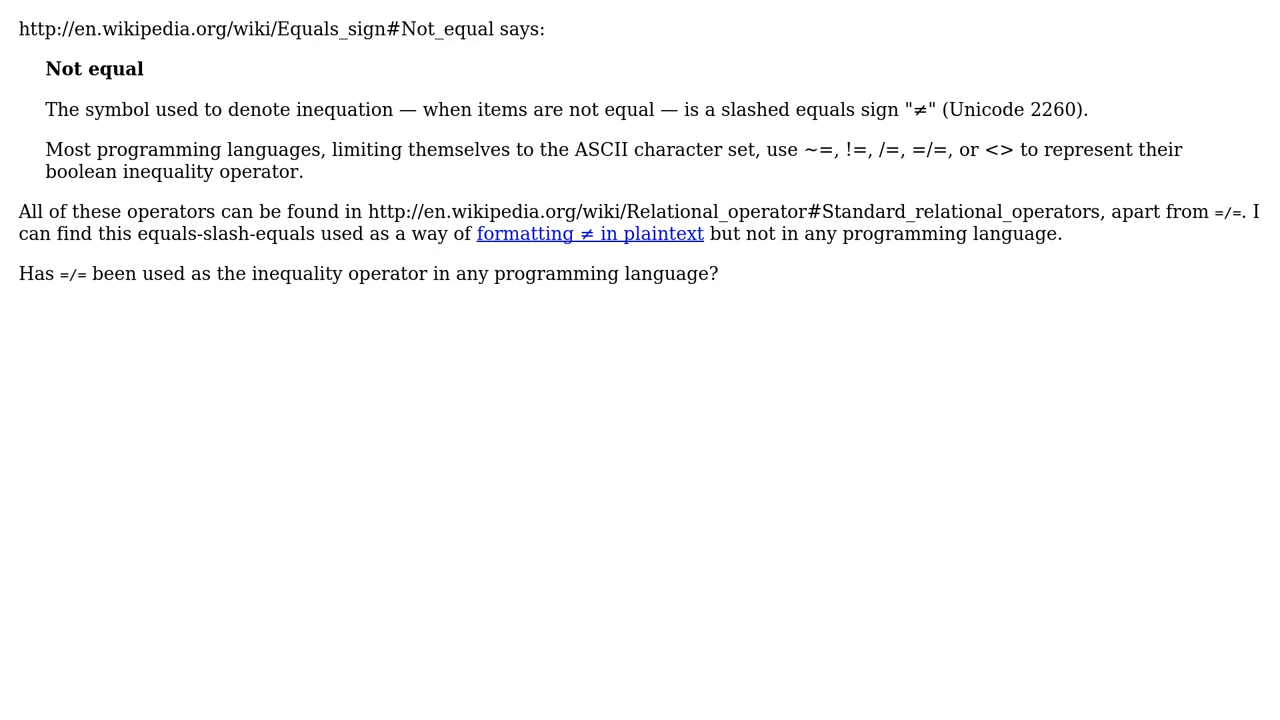 http://en.wikipedia.org/wiki/Equals_sign#Not_equal says:
Not equal
The symbol used to denote inequation — when items are not equal — is a slashed equals sign "≠" (Unicode 2260).
Most programming languages, limiting themselves to the ASCII character set, use ~=, !=, /=, =/=, or <> to represent their
boolean inequality operator.
All of these operators can be found in http://en.wikipedia.org/wiki/Relational_operator#Standard_relational_operators, apart from =/=. I
can find this equals-slash-equals used as a way of formatting ≠ in plaintext but not in any programming language.
Has =/= been used as the inequality operator in any programming language?